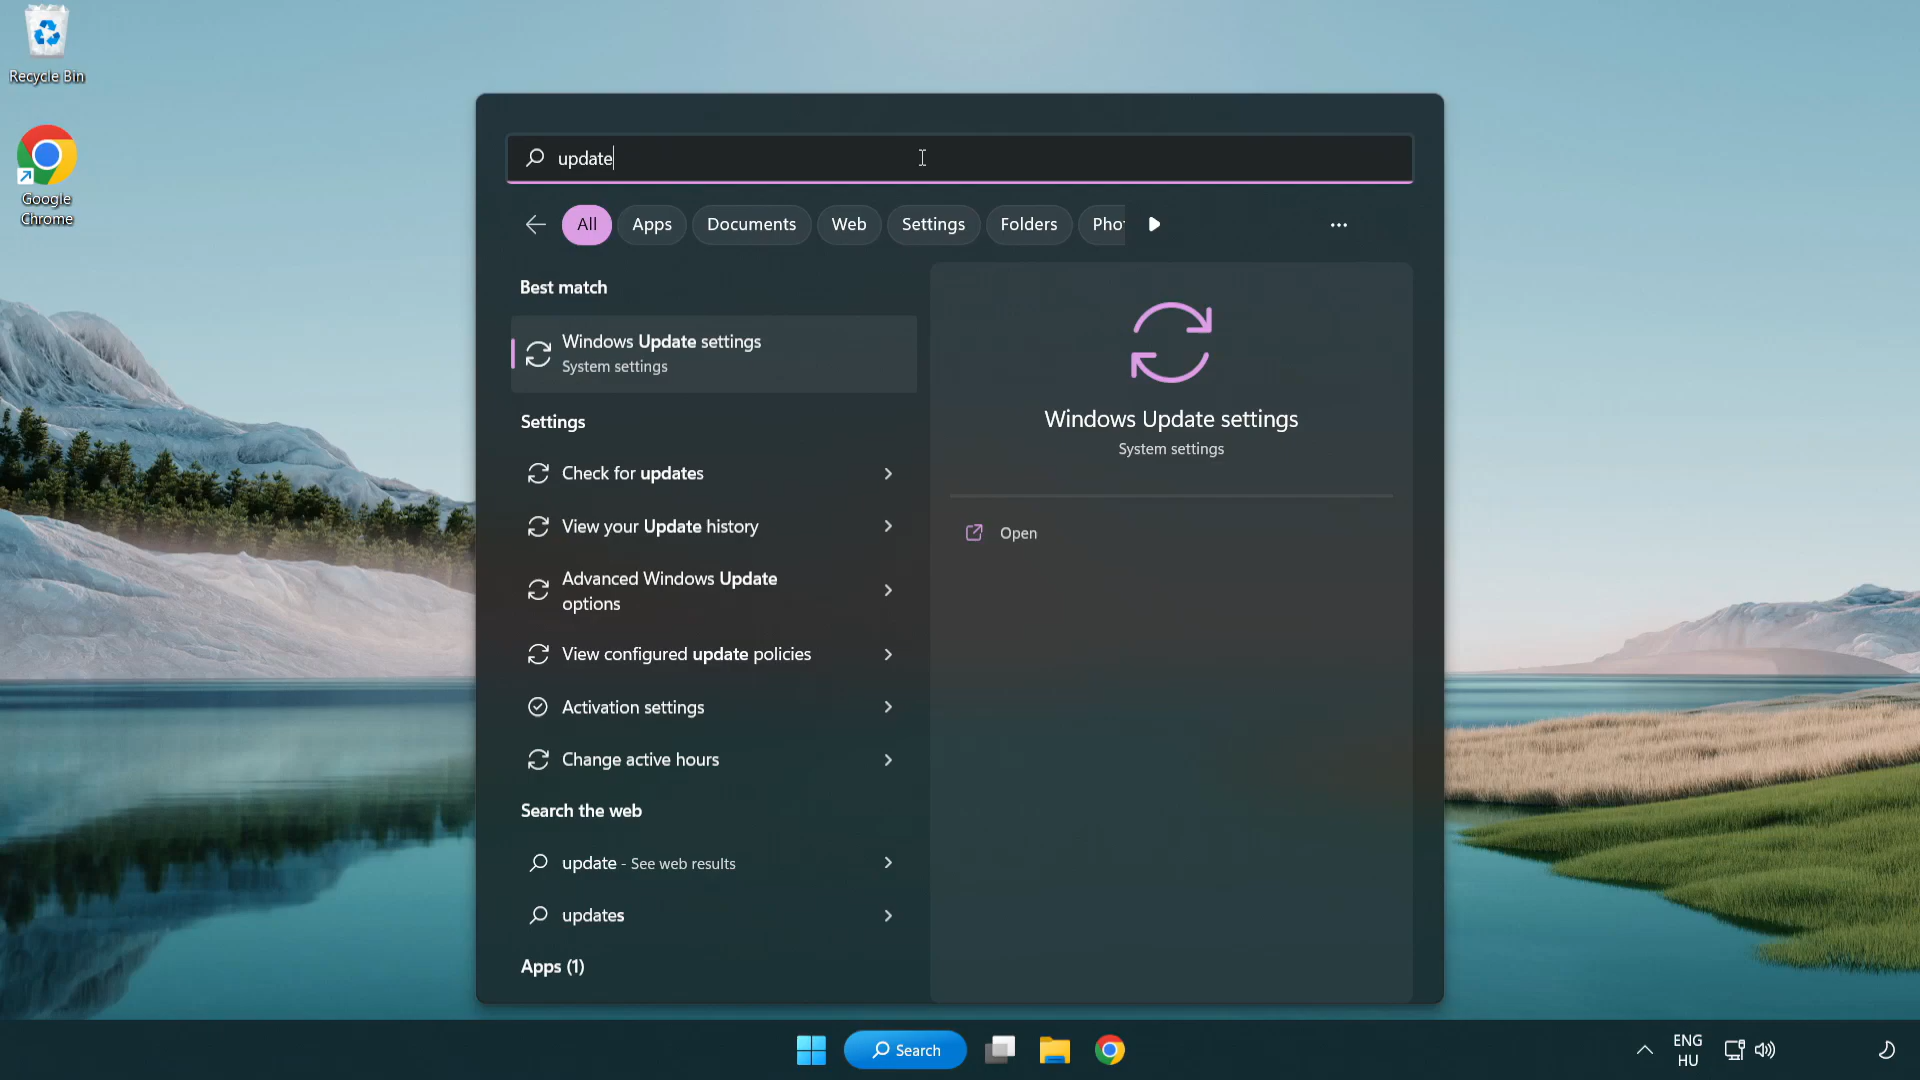 Recycle Bin
Google
Chrome
update
All Apps Documents Web Settings Folders Pho
Best match
Windows Update settings
System settings
Settings
Check for updates
View your Update history
Advanced Windows Update
options
View configured update policies
Activation settings
Change active hours
Search the web
update - See web results
updates
Apps (1)
Windows Update settings
System settings
Open
Search
ENG
HU